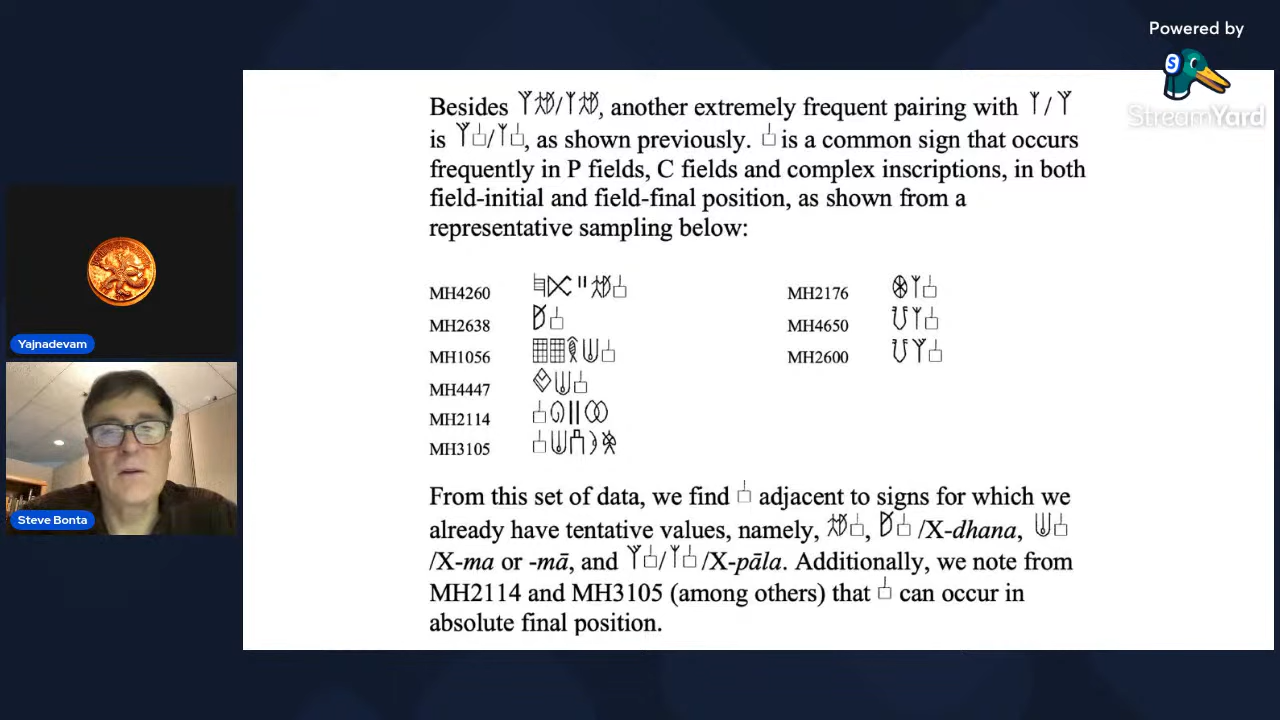 Powered by
StreamYard
Besides /, another extremely frequent pairing with /
is /, as shown previously. is a common sign that occurs
frequently in P fields, C fields and complex inscriptions, in both
field-initial and field-final position, as shown from a
representative sampling below:
MH4260
MH2638
MH1056
MH4447
MH2114
MH3105
MH2176
MH4650
MH2600
From this set of data, we find adjacent to signs for which we
already have tentative values, namely, , /X-dhana,
/X-ma or -mā, and / /X-pāla. Additionally, we note from
MH2114 and MH3105 (among others) that can occur in
absolute final position.
Yajnadevam
Steve Bonta